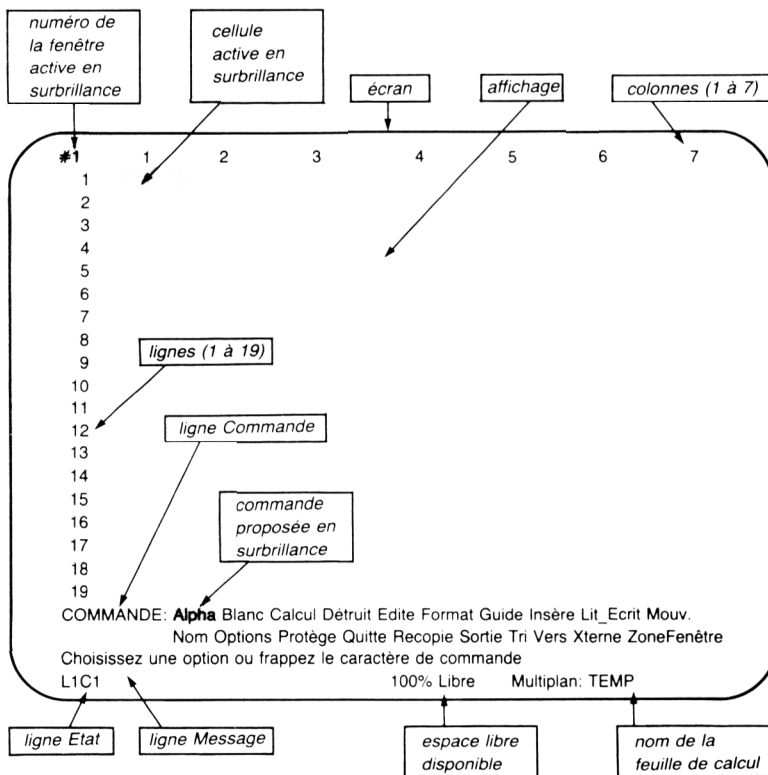 numéro de
la fenêtre
active en
surbrillance
cellule
active en
surbrillance
écran
affichage
colonnes (1 à 7)
#1 1 2 3 4 5 6 7
1
2
3
4
5
6
7
8
9
10
11
12
13
14
15
16
17
18
19
lignes (1 à 19)
ligne Commande
commande
proposée en
surbrillance
COMMANDE: Alpha Blanc Calcul Détruit Edite Format Guide Insère Lit_Ecrit Mouv.
Nom Options Protège Quitte Recopie Sortie Tri Vers Xterne ZoneFenêtre
Choisissez une option ou frappez le caractère de commande
L1C1 100% Libre Multiplan: TEMP
ligne Etat
ligne Message
espace libre
disponible
nom de la
feuille de calcul